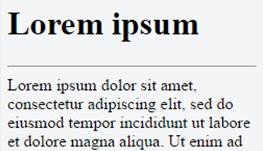 Lorem ipsum
Lorem ipsum dolor sit amet,
consectetur adipiscing elit, sed do
eiusmod tempor incididunt ut labore
et dolore magna aliqua. Ut enim ad